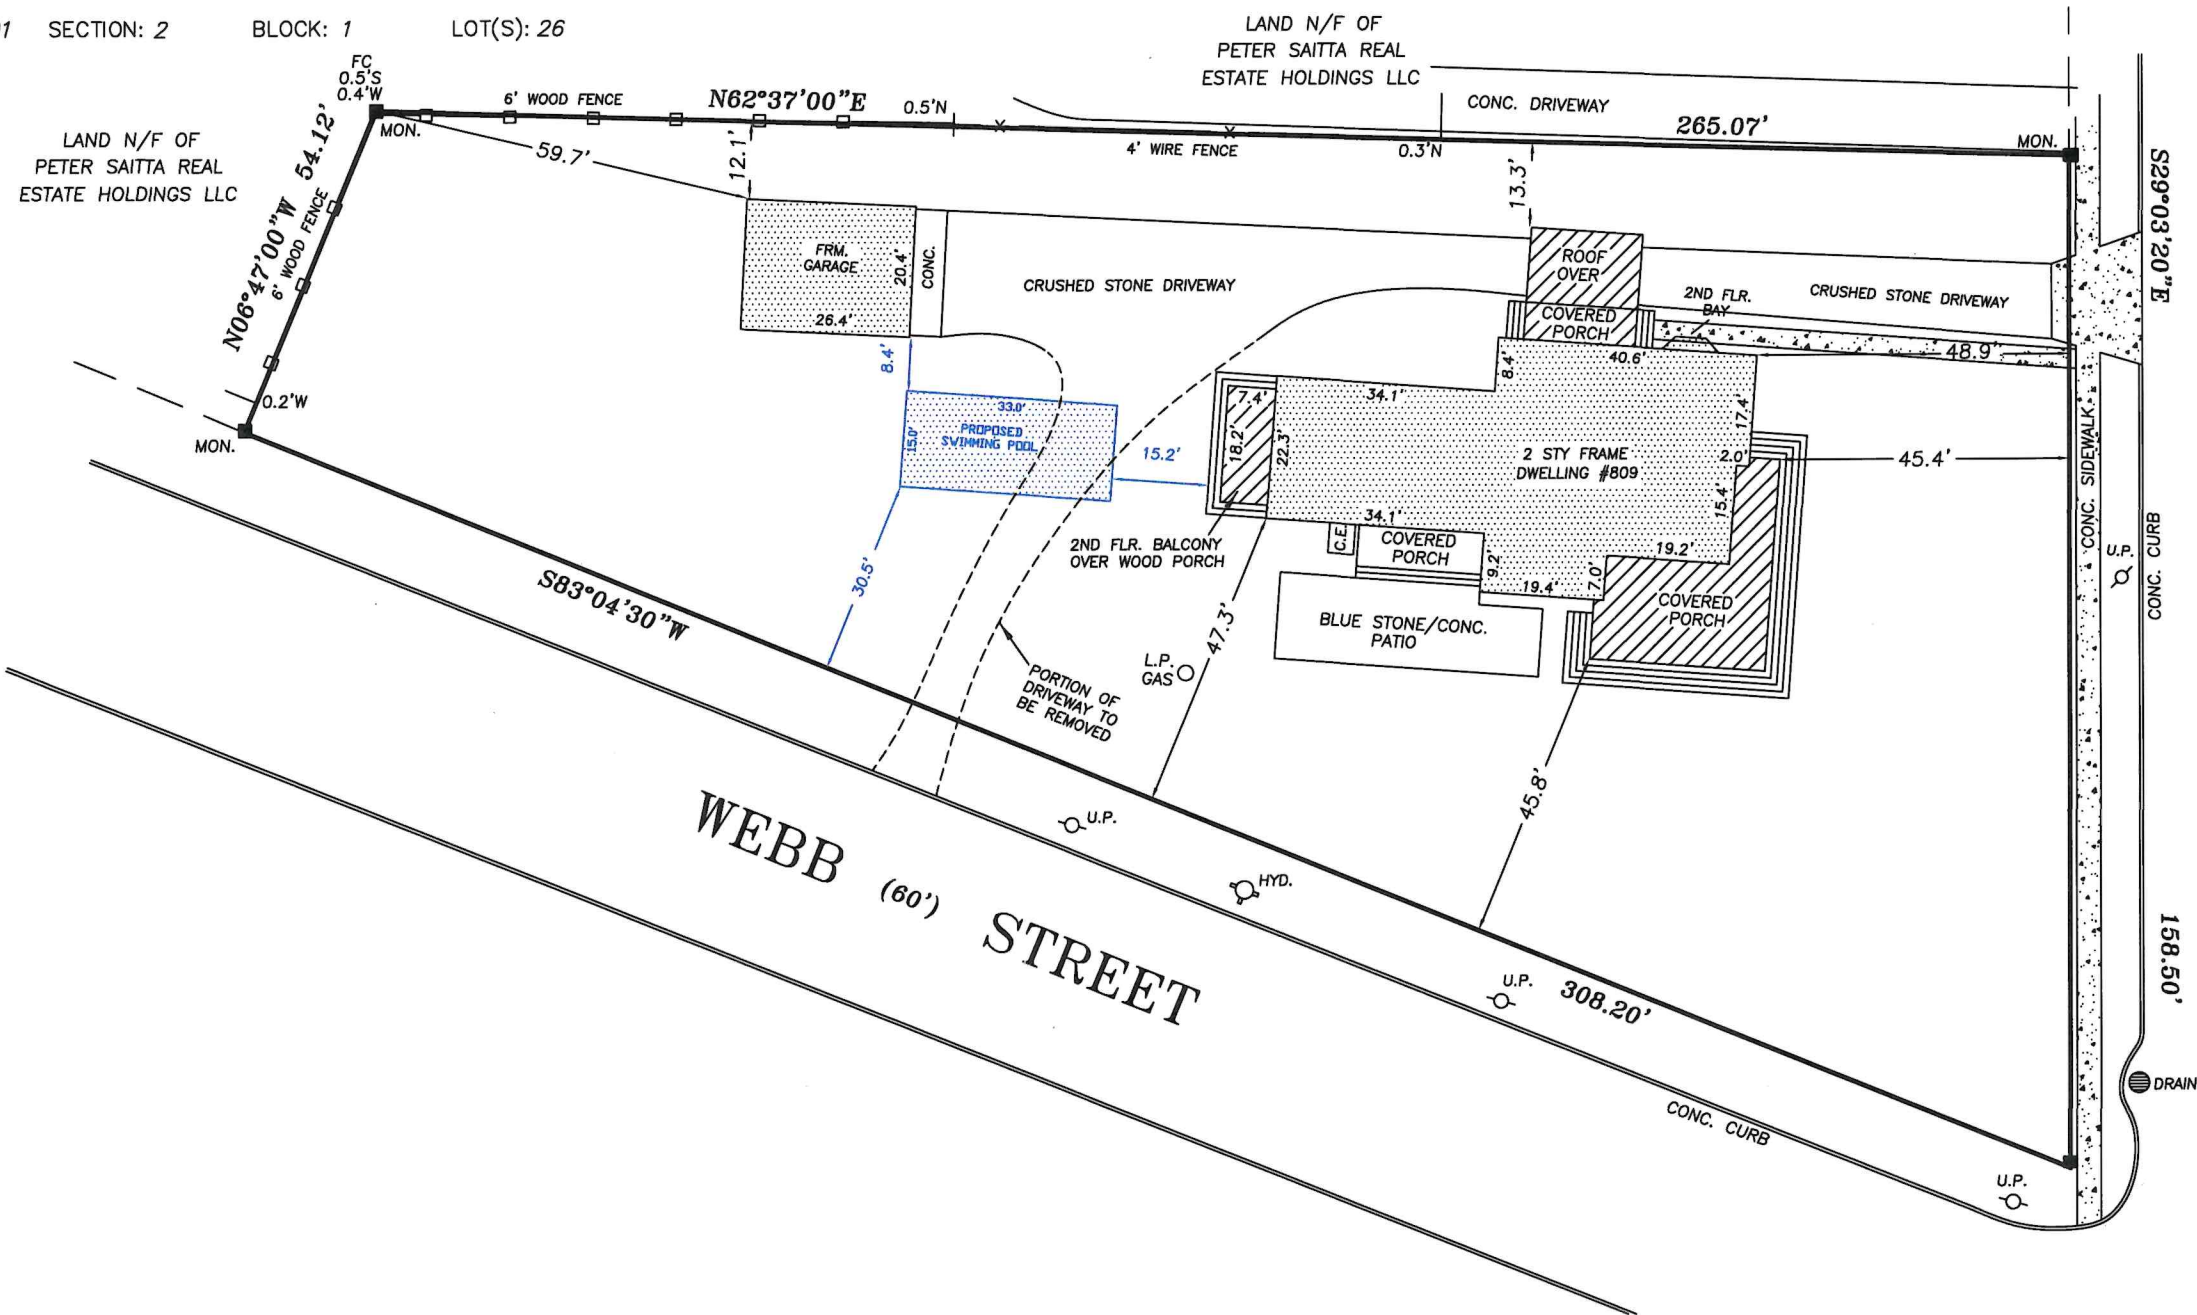 SECTION: 2 BLOCK: 1 LOT(S): 26
LAND N/F OF
PETER SAITTA REAL
ESTATE HOLDINGS LLC
FC
0.5'S
0.4'W
MON.
6' WOOD FENCE
N62°37'00"E
0.5'N
CONC. DRIVEWAY
265.07'
MON.
4' WIRE FENCE
0.3'N
LAND N/F OF
PETER SAITTA REAL
ESTATE HOLDINGS LLC
N06°47'00"W 54.12'
6' WOOD FENCE
0.2'W
MON.
59.7'
12.1'
13.3'
S29°03'20"E
FRM.
GARAGE
20.4'
26.4'
CONC.
CRUSHED STONE DRIVEWAY
ROOF
OVER
COVERED
PORCH
2ND FLR.
BAY
CRUSHED STONE DRIVEWAY
48.9'
8.4'
33.0'
15.0'
PROPOSED
SWIMMING POOL
15.2'
30.5'
7.4'
18.2'
22.3'
34.1'
8.4'
40.6'
17.4'
2 STY FRAME
DWELLING #809
2.0'
45.4'
15.4'
34.1'
C.E.
COVERED
PORCH
9.2'
19.4'
7.0'
19.2'
COVERED
PORCH
2ND FLR. BALCONY
OVER WOOD PORCH
BLUE STONE/CONC.
PATIO
L.P.
GAS
47.3'
45.8'
PORTION OF
DRIVEWAY TO
BE REMOVED
CONC. SIDEWALK
U.P.
CONC. CURB
158.50'
DRAIN
S83°04'30"W
308.20'
WEBB (60') STREET
U.P.
HYD.
U.P.
CONC. CURB
U.P.